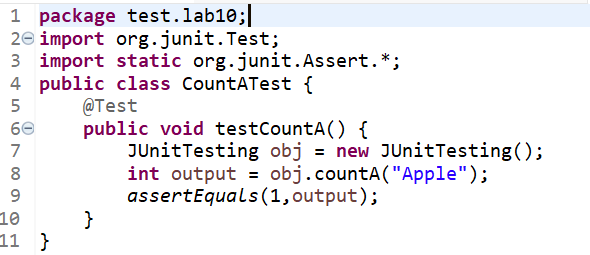 1 package test.lab10;
2 import org.junit.Test;
3 import static org.junit.Assert.*;
4 public class CountATest {
5     @Test
6     public void testCountA() {
7         JUnitTesting obj = new JUnitTesting();
8         int output = obj.countA("Apple");
9         assertEquals(1,output);
10     }
11 }